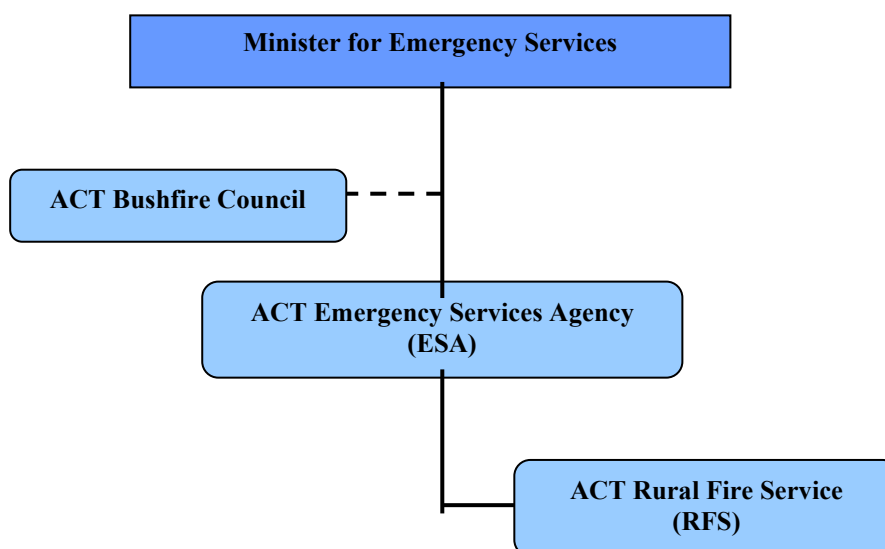 Minister for Emergency Services
ACT Bushfire Council
ACT Emergency Services Agency
(ESA)
ACT Rural Fire Service
(RFS)